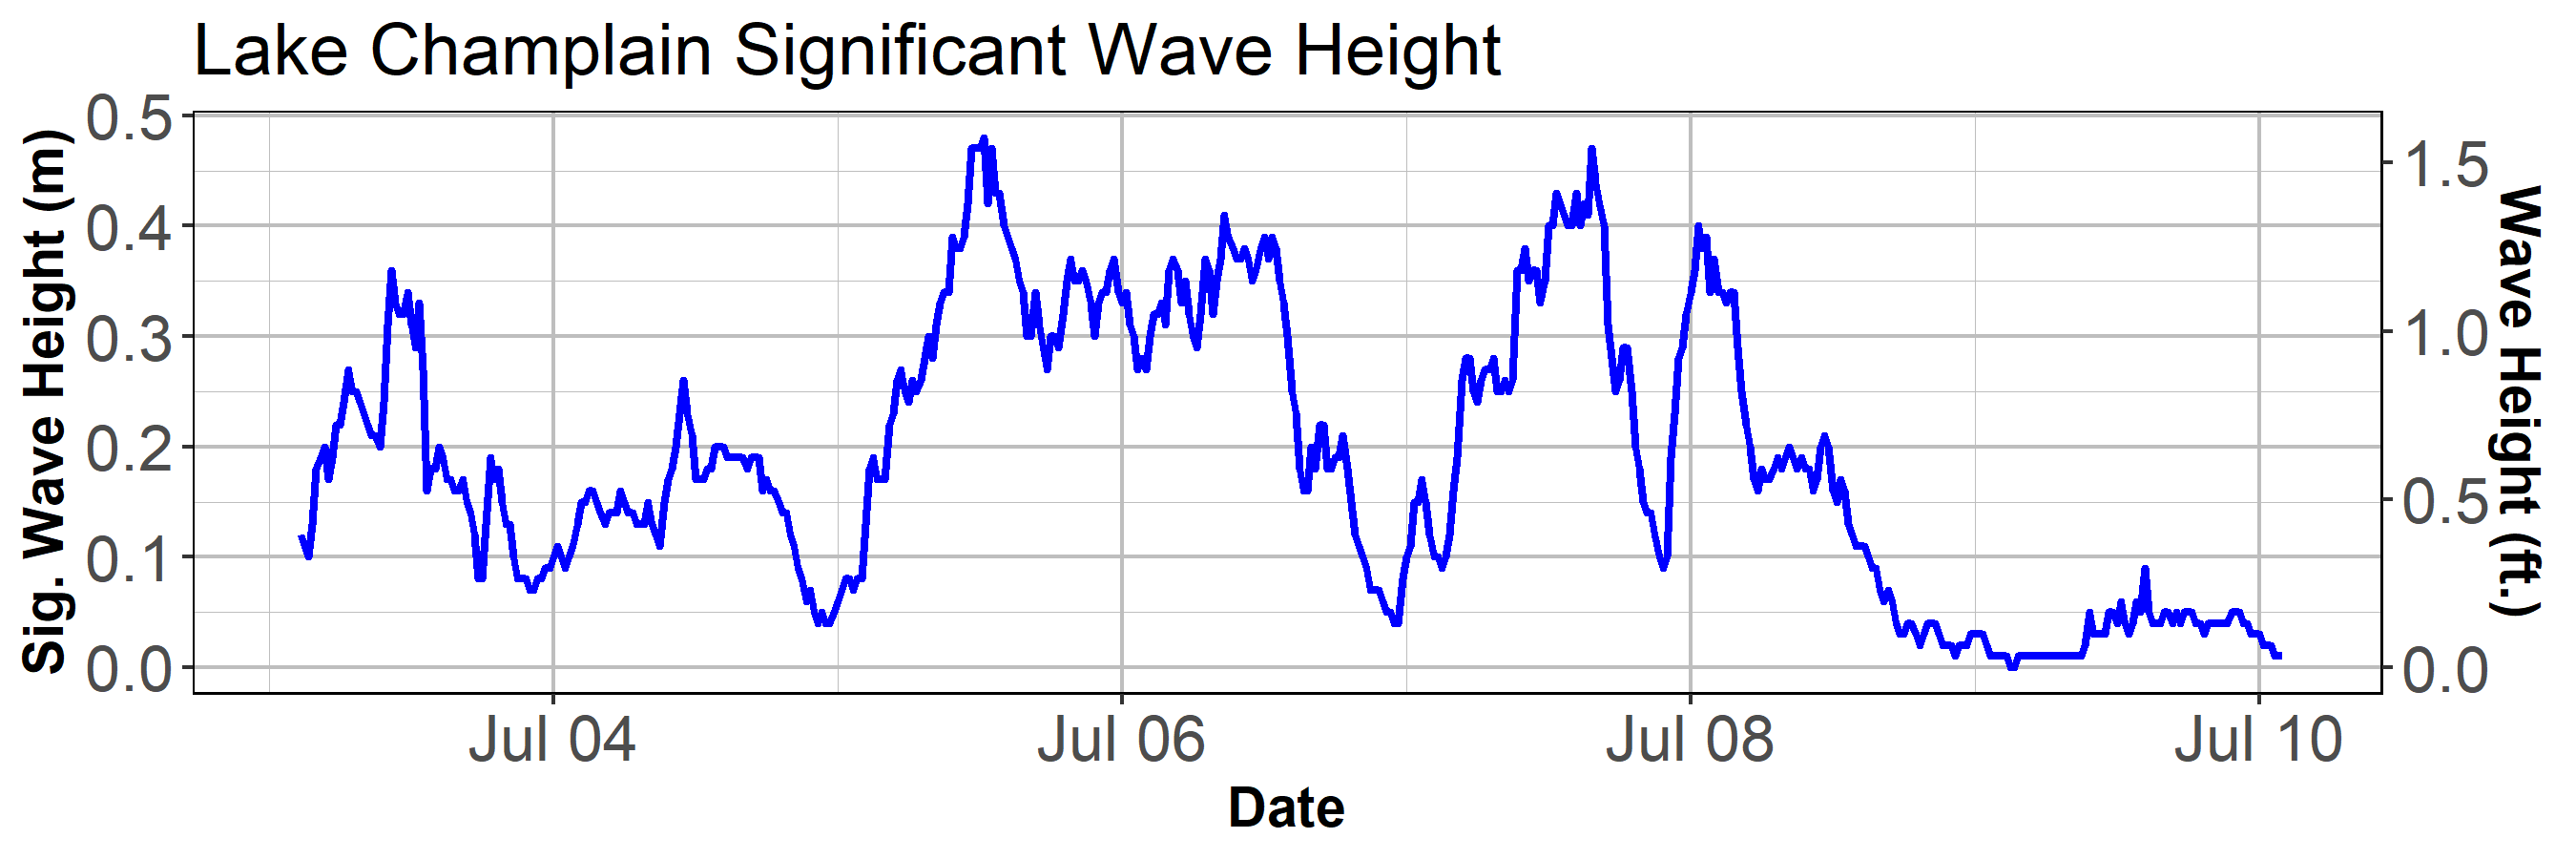 Lake Champlain Significant Wave Height
Sig. Wave Height (m)
0.5
0.4
0.3
0.2
0.1
0.0
1.5
1.0
0.5
0.0
Wave Height (ft.)
Jul 04 Jul 06 Jul 08 Jul 10
Date